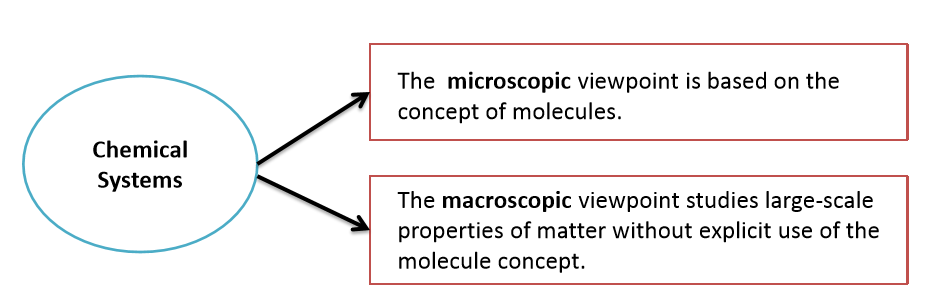 Chemical
Systems
The microscopic viewpoint is based on the
concept of molecules.
The macroscopic viewpoint studies large-scale
properties of matter without explicit use of the
molecule concept.